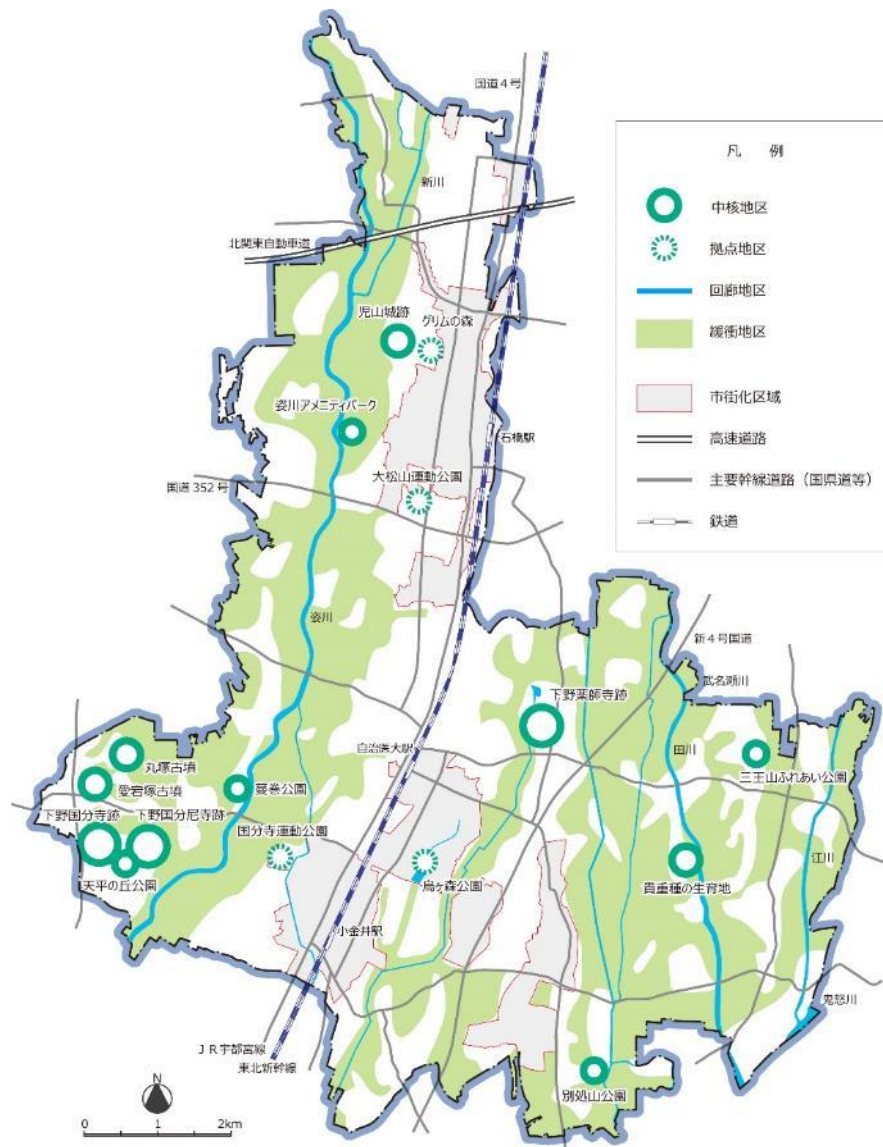 国道4号
新川
北関東自動車道
児山城跡
グリムの森
姿川アメニティパーク
石橋駅
大松山運動公園
国道352号
姿川
新4号国道
武名瀬川
下野薬師寺跡
田川
自治医大駅
三王山ふれあい公園
丸塚古墳
愛宕塚古墳
蔓巻公園
下野国分寺跡
下野国分尼寺跡
国分寺運動公園
江川
天平の丘公園
烏ヶ森公園
貴重種の生育地
小金井駅
鬼怒川
JR宇都宮線
東北新幹線
別処山公園
N
0 1 2km
凡 例
中核地区
拠点地区
回廊地区
緩衝地区
市街化区域
高速道路
主要幹線道路（国県道等）
鉄道